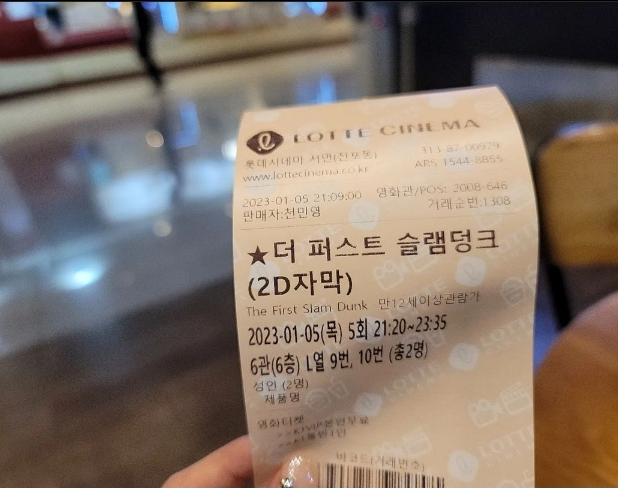 LOTTE CINEMA
롯데시네마 서면(전포동) 313-87-00979
www.lottecinema.co.kr ARS 1544-8855
2023-01-05 21:09:00 영화관/POS: 2008-646
판매자:천민영 거래순번:1308
★더 퍼스트 슬램덩크
(2D자막)
The First Slam Dunk 만12세이상관람가
2023-01-05(목) 5회 21:20~23:35
6관(6층) L열 9번, 10번 (총2명)
성인 (2명)
제품명
영화티켓
바코드(거래번호)